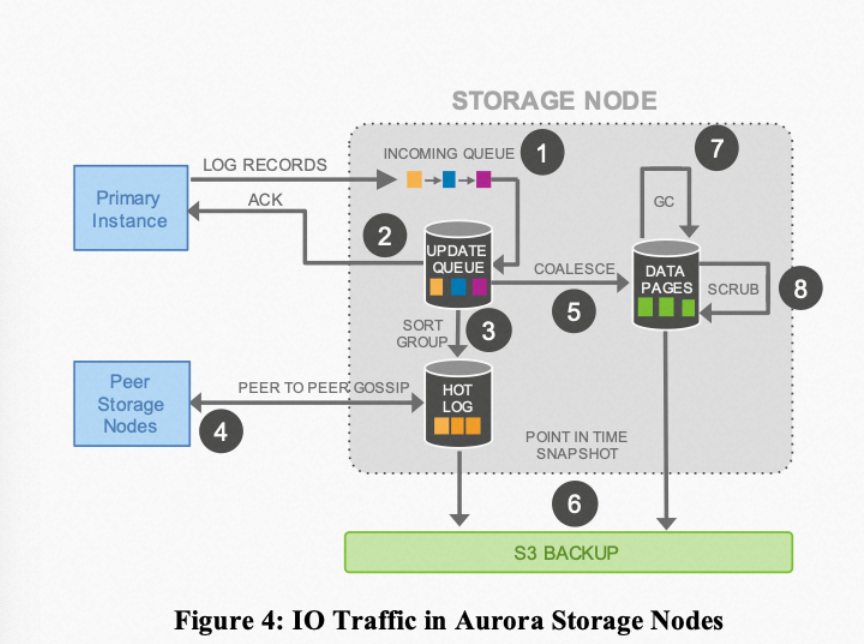 STORAGE NODE
INCOMING QUEUE
1
7
LOG RECORDS
Primary
Instance
ACK
2
GC
UPDATE
QUEUE
COALESCE
5
DATA
PAGES
SCRUB
8
SORT
GROUP
3
Peer
Storage
Nodes
PEER TO PEER GOSSIP
4
HOT
LOG
POINT IN TIME
SNAPSHOT
6
S3 BACKUP
Figure 4: IO Traffic in Aurora Storage Nodes